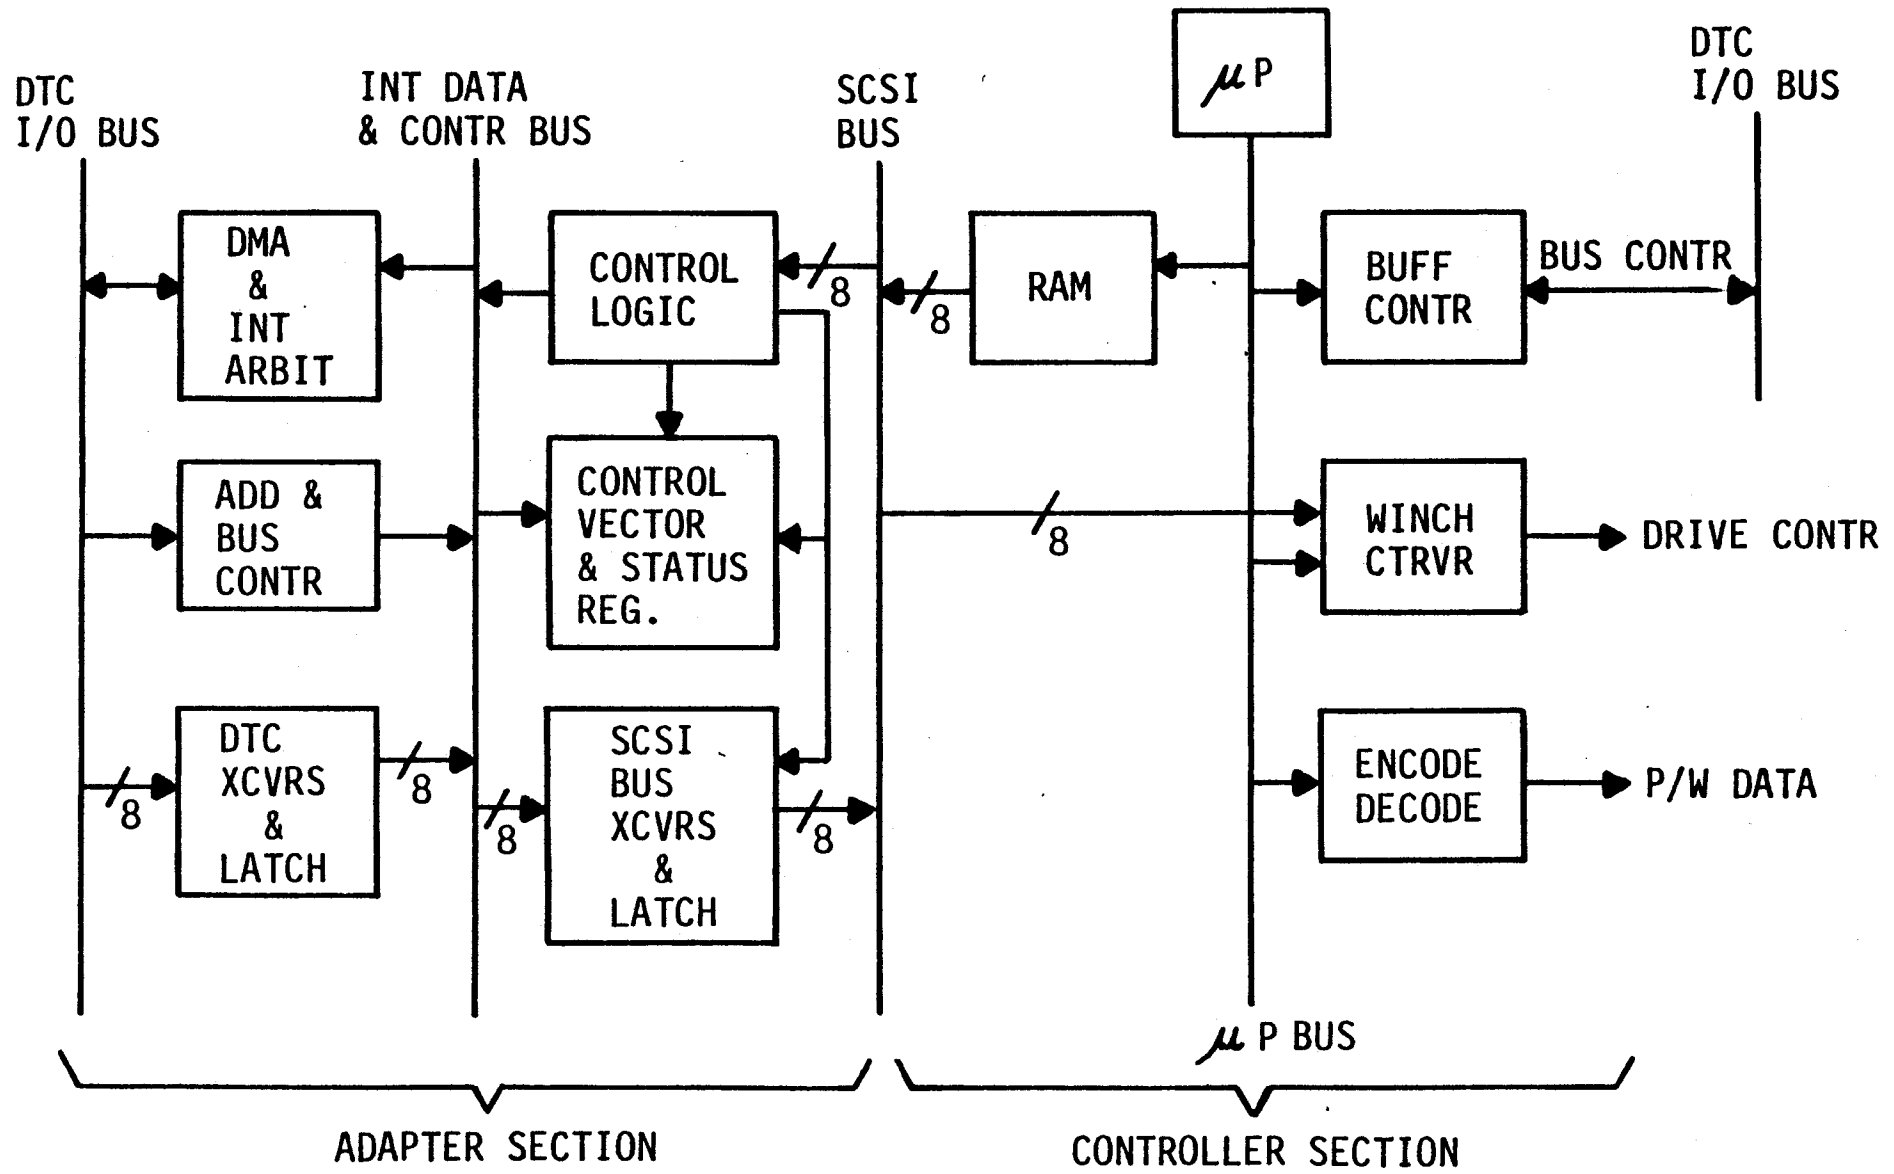 DTC
I/O BUS
INT DATA
& CONTR BUS
SCSI
BUS
μP
DTC
I/O BUS
DMA
&
INT
ARBIT
CONTROL
LOGIC
8
8
RAM
BUFF
CONTR
BUS CONTR
ADD &
BUS
CONTR
CONTROL
VECTOR
& STATUS
REG.
8
WINCH
CTRVR
DRIVE CONTR
8
DTC
XCVRS
&
LATCH
8
8
SCSI
BUS
XCVRS
&
LATCH
8
ENCODE
DECODE
P/W DATA
μP BUS
ADAPTER SECTION
CONTROLLER SECTION